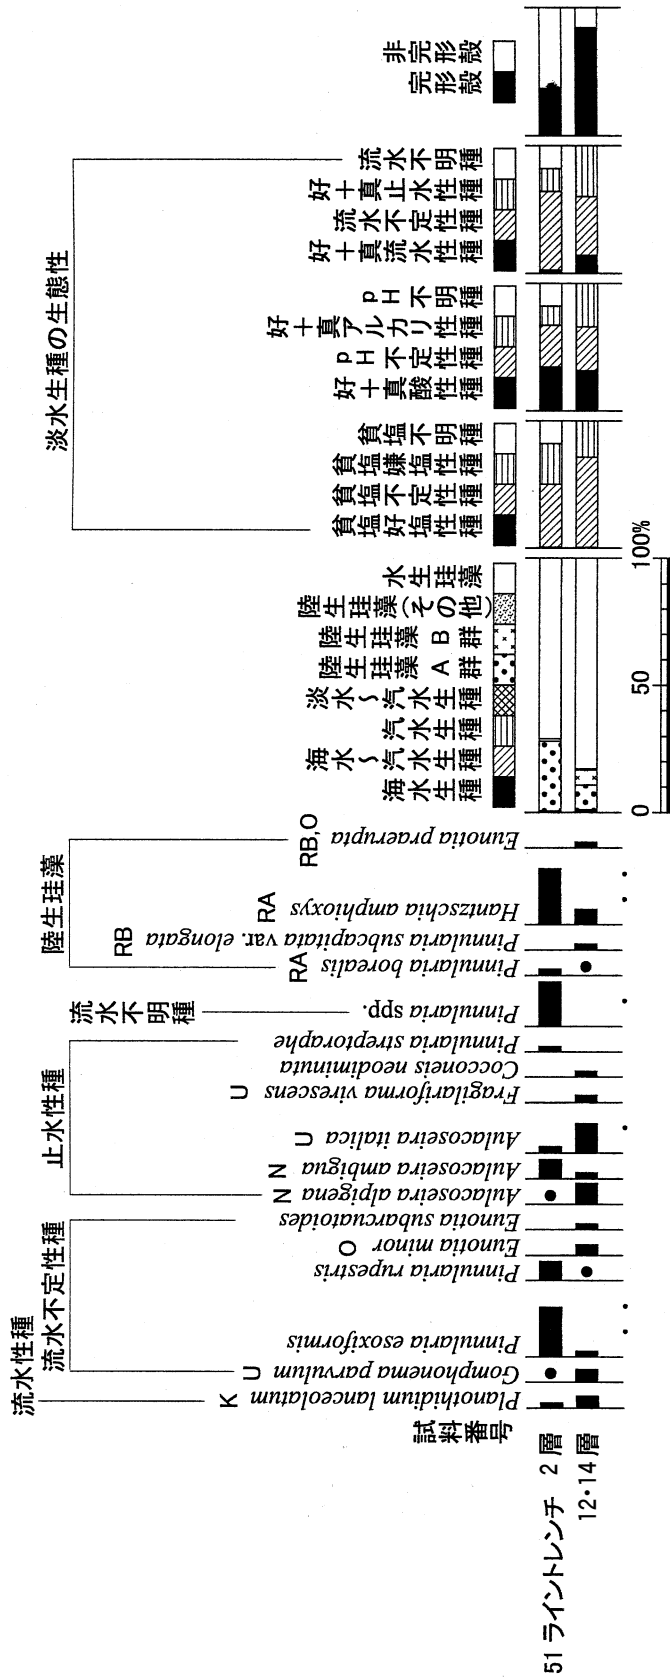 流水性種
流水不定性種
止水性種
流水不明種
陸生珪藻
淡水生種の生態性
試料番号
Planothidium lanceolatum K
Gomphonema parvulum U
Pinnularia esoxiformis
Pinnularia rupestris
Eunotia minor O
Eunotia subarcuatoides
Aulacoseira alpigena N
Aulacoseira ambigua N
Aulacoseira italica U
Fragilariforma virescens U
Cocconeis neodiminuta
Pinnularia streptoraphe
Pinnularia spp.
Pinnularia borealis RA
Pinnularia subcapitata var. elongata RB
Hantzschia amphioxys RA
Eunotia praerupta RB,O
海水生種
海水～汽水生種
汽水生種
淡水～汽水生種
陸生珪藻A群
陸生珪藻B群
陸生珪藻(その他)
水生珪藻
貧塩好塩性種
貧塩不定性種
貧塩嫌塩性種
貧塩不明種
好+真酸性種
pH不定性種
好+真アルカリ性種
pH不明種
好+真流水性種
流水不定性種
好+真止水性種
流水不明種
完形殻
非完形殻
51ライントレンチ 2層
12・14層
0 50 100%